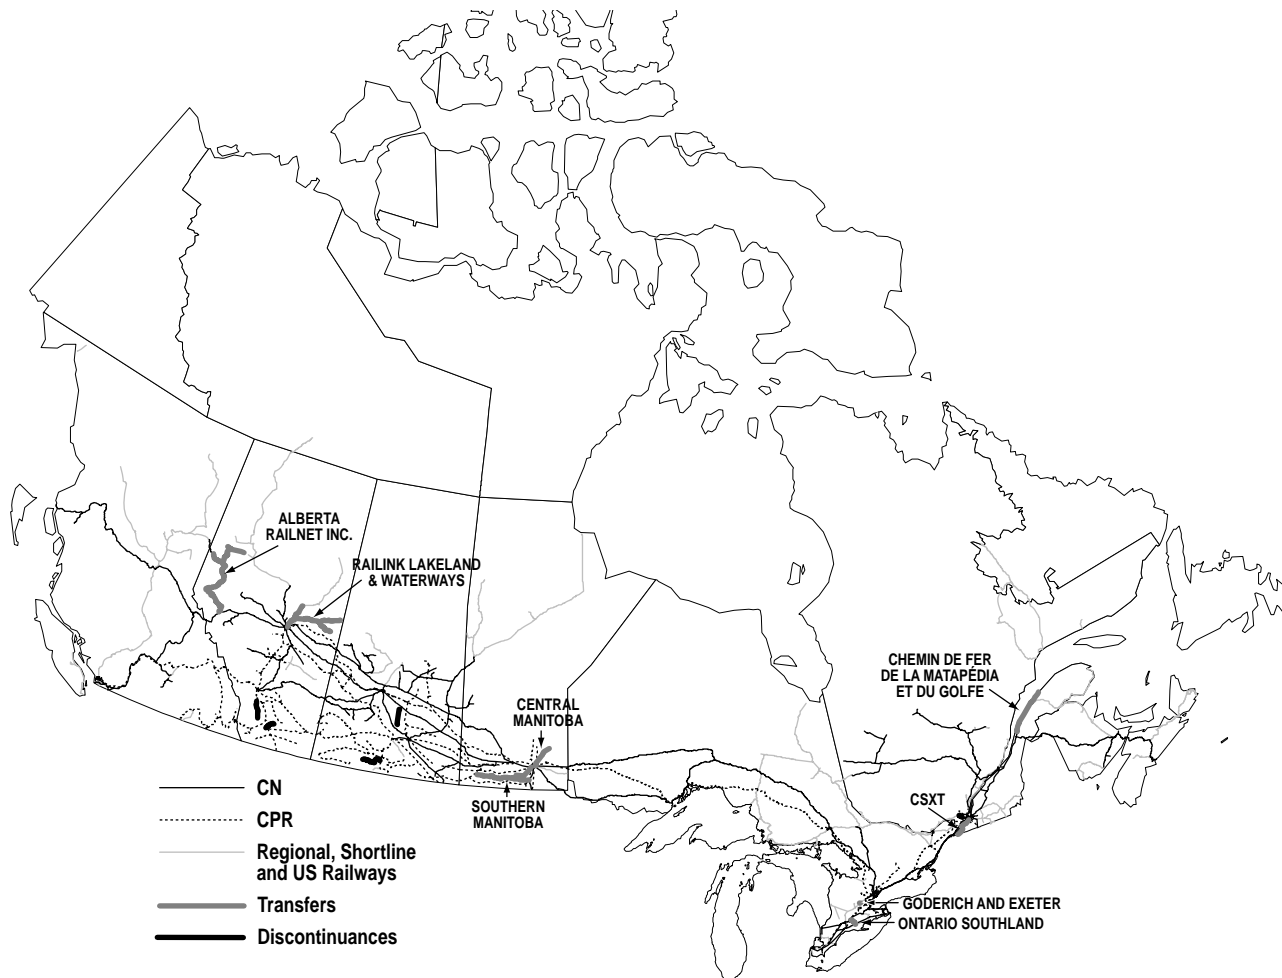 ALBERTA
RAILNET INC.
RAILINK LAKELAND
& WATERWAYS
CHEMIN DE FER
DE LA MATAPÉDIA
ET DU GOLFE
CENTRAL
MANITOBA
SOUTHERN
MANITOBA
CSXT
GODERICH AND EXETER
ONTARIO SOUTHLAND
CN
CPR
Regional, Shortline
and US Railways
Transfers
Discontinuances